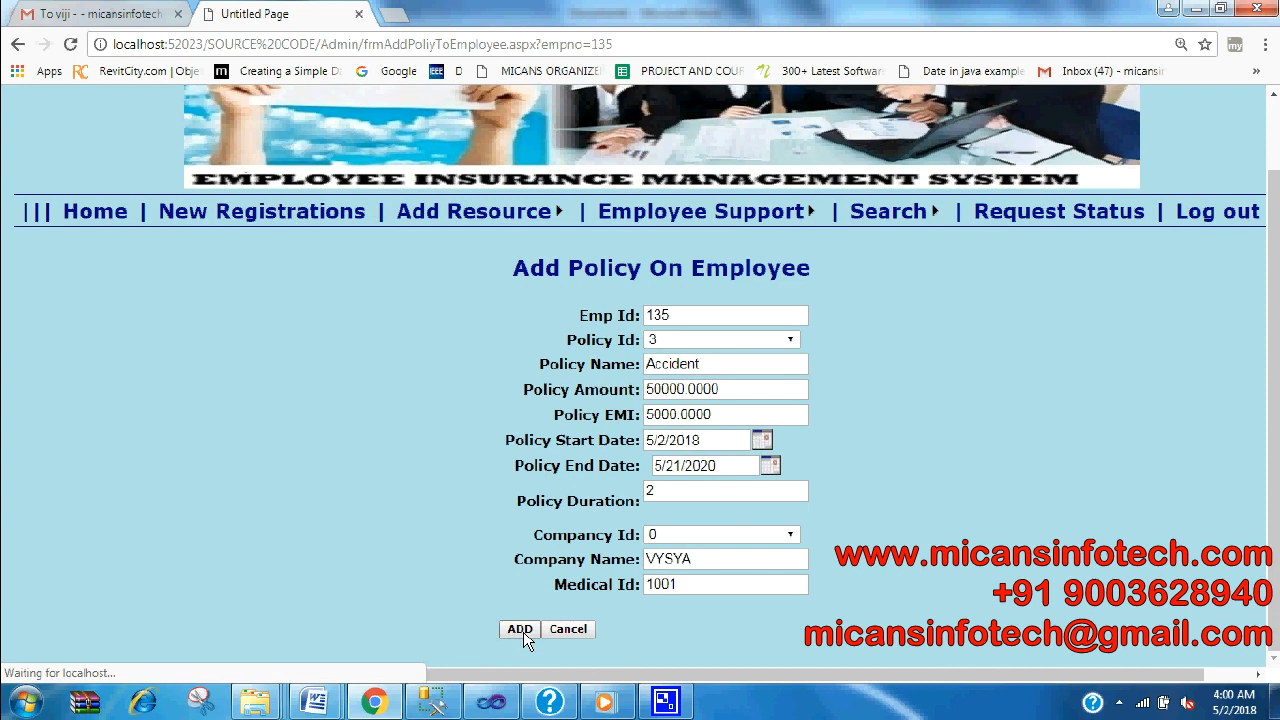 To viji - - micansinfotech
Untitled Page
localhost:52023/SOURCE%20CODE/Admin/frmAddPoliyToEmployee.aspx?empno=135
Apps
RevitCity.com | Obje
Creating a Simple D
Google
IEEE D
MICANS ORGANIZE
PROJECT AND COUR
300+ Latest Softwar
Date in java example
Inbox (47) - micansin
»
EMPLOYEE INSURANCE MANAGEMENT SYSTEM
||| Home | New Registrations | Add Resource | Employee Support | Search | Request Status | Log out
Add Policy On Employee
Emp Id: 135
Policy Id: 3
Policy Name: Accident
Policy Amount: 50000.0000
Policy EMI: 5000.0000
Policy Start Date: 5/2/2018
Policy End Date: 5/21/2020
Policy Duration: 2
Compancy Id: 0
Company Name: VYSYA
Medical Id: 1001
ADD Cancel
www.micansinfotech.com
+91 9003628940
micansinfotech@gmail.com
Waiting for localhost...
4:00 AM
5/2/2018